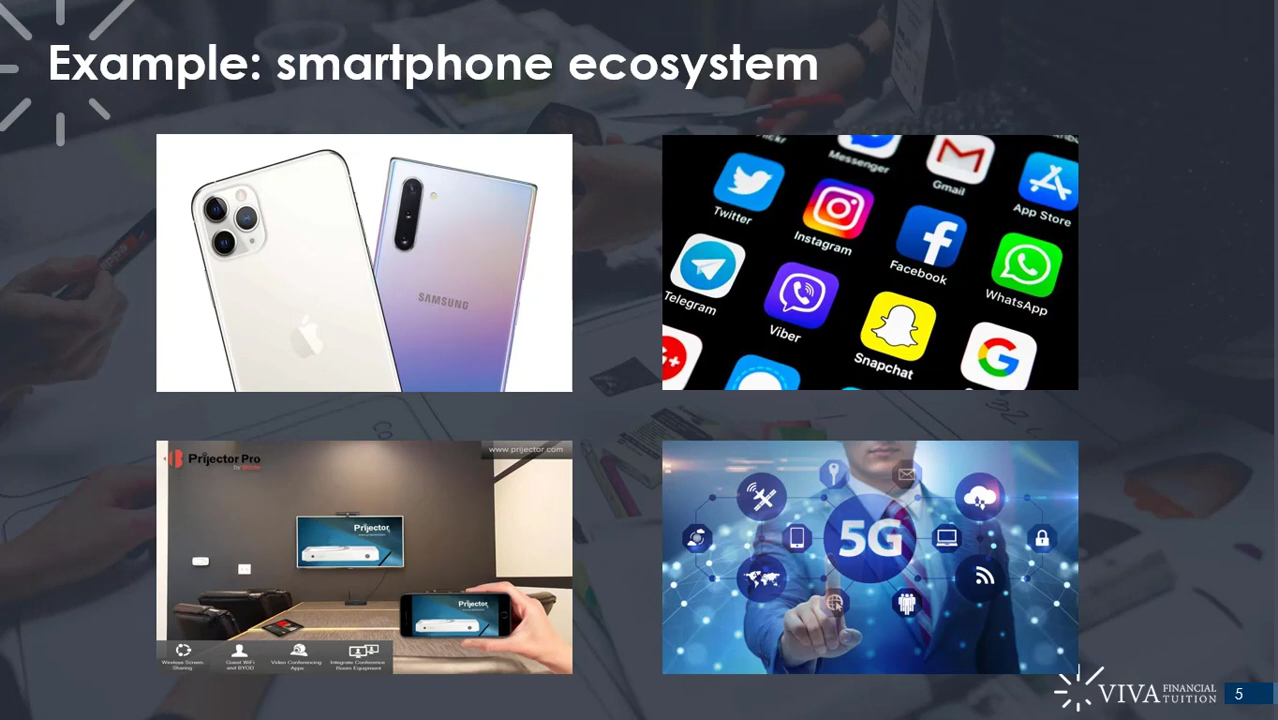 Example: smartphone ecosystem
SAMSUNG
Messenger
Gmail
App Store
Twitter
Instagram
Facebook
WhatsApp
Telegram
Viber
Snapchat
G
G+
Prijector Pro
www.prijector.com
Prijector
Prijector
Wireless Screen Sharing
Guest WiFi and BYOD
Video Conferencing Apps
Integrate Conference Room Equipment
5G
VIVA FINANCIAL TUITION
5